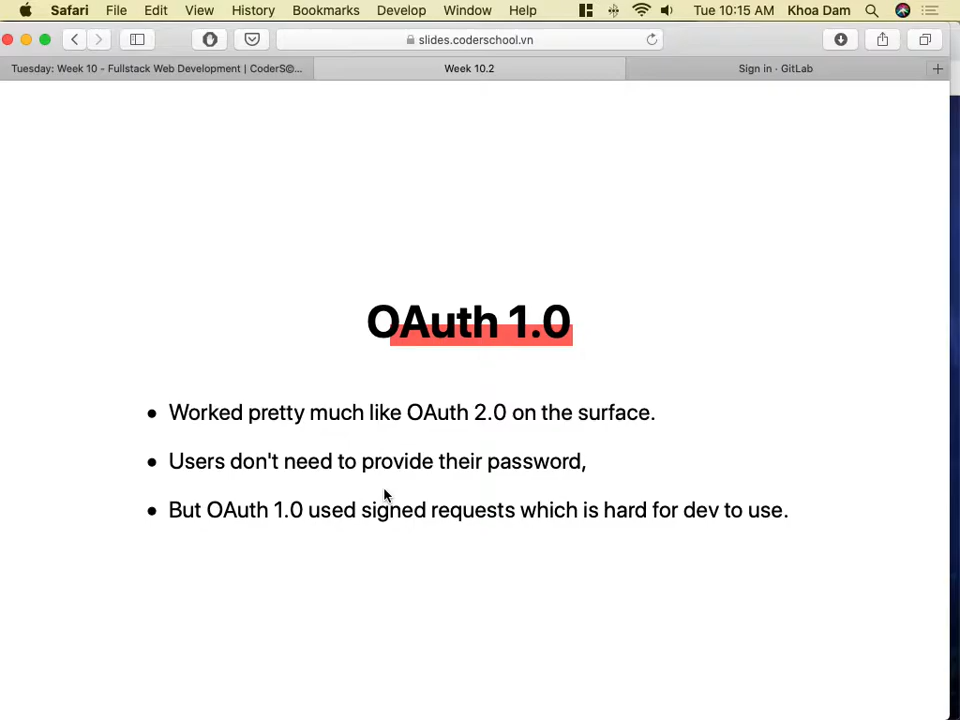 Safari File Edit View History Bookmarks Develop Window Help Tue 10:15 AM Khoa Dam
slides.coderschool.vn
Tuesday: Week 10 - Fullstack Web Development | CoderS©...
Week 10.2
Sign in · GitLab
OAuth 1.0
• Worked pretty much like OAuth 2.0 on the surface.
• Users don't need to provide their password,
• But OAuth 1.0 used signed requests which is hard for dev to use.